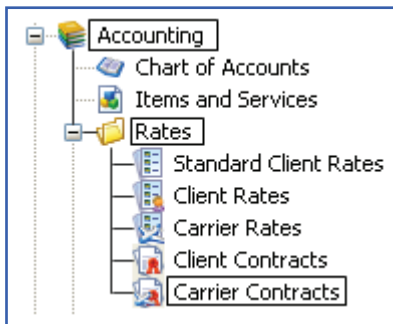 Accounting
Chart of Accounts
Items and Services
Rates
Standard Client Rates
Client Rates
Carrier Rates
Client Contracts
Carrier Contracts